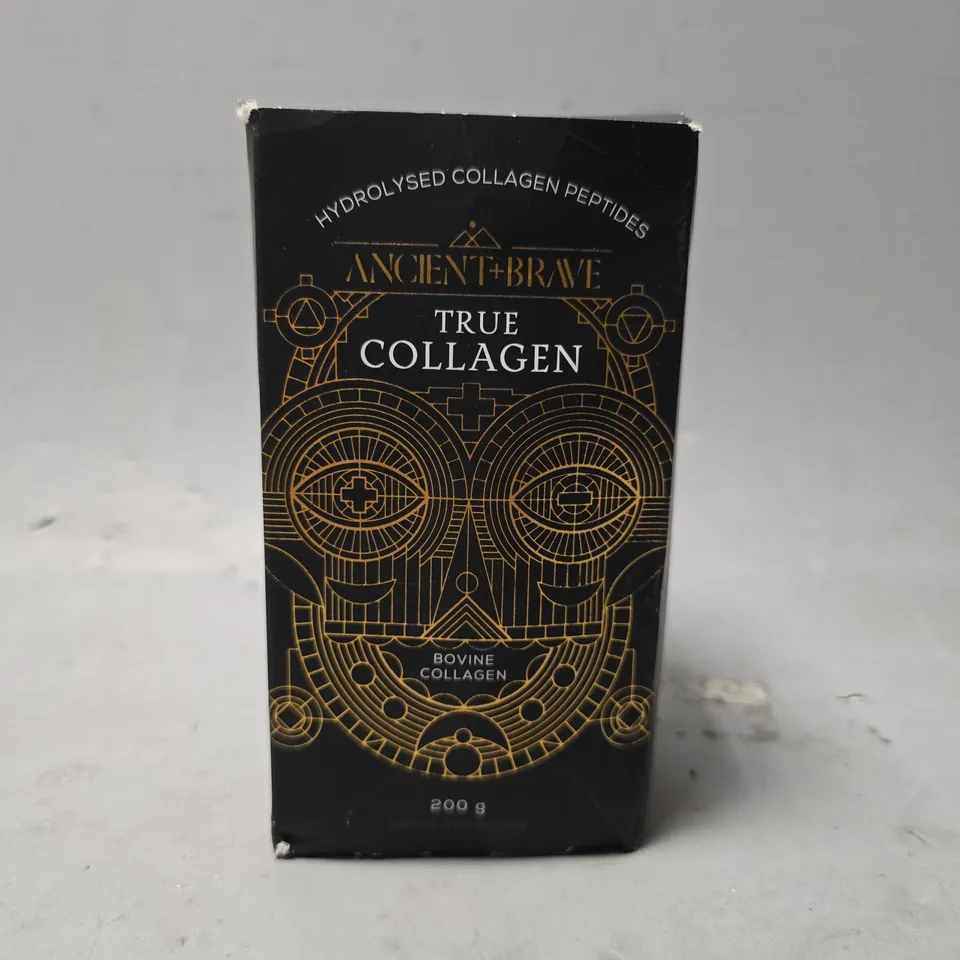 HYDROLYSED COLLAGEN PEPTIDES
ANCIENT+BRAVE
TRUE
COLLAGEN
BOVINE
COLLAGEN
200 g